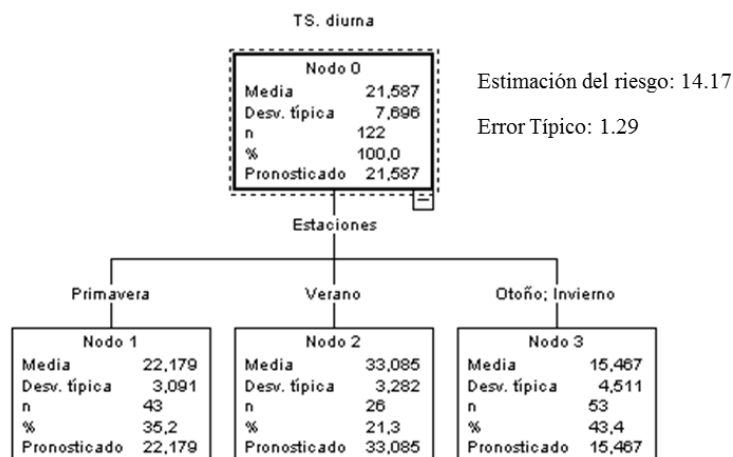 TS. diurna
Nodo 0
Media 21,587
Desv. típica 7,696
n 122
% 100,0
Pronosticado 21,587
Estimación del riesgo: 14.17
Error Típico: 1.29
Estaciones
Primavera
Verano
Otoño; Invierno
Nodo 1
Media 22,179
Desv. típica 3,091
n 43
% 35,2
Pronosticado 22,179
Nodo 2
Media 33,085
Desv. típica 3,282
n 26
% 21,3
Pronosticado 33,085
Nodo 3
Media 15,467
Desv. típica 4,511
n 53
% 43,4
Pronosticado 15,467